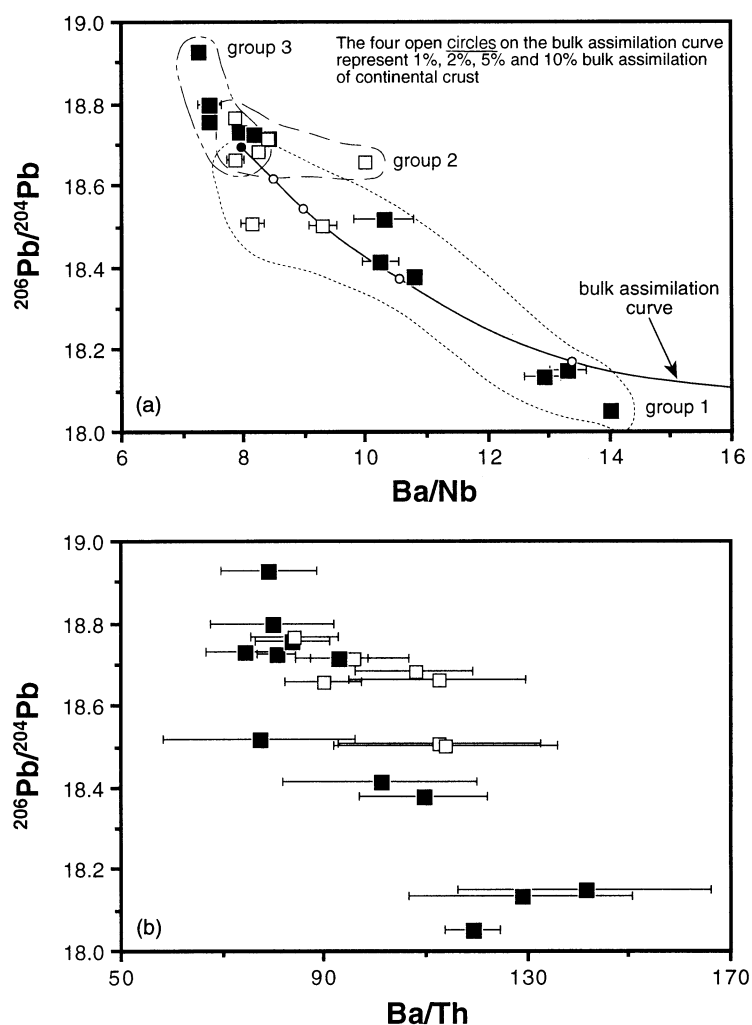 19.0
group 3
The four open circles on the bulk assimilation curve
represent 1%, 2%, 5% and 10% bulk assimilation
of continental crust
18.8
group 2
18.6
206Pb/204Pb
18.4
bulk assimilation
curve
18.2
(a)
group 1
18.0
6 8 10 12 14 16
Ba/Nb
19.0
18.8
18.6
206Pb/204Pb
18.4
18.2
(b)
18.0
50 90 130 170
Ba/Th